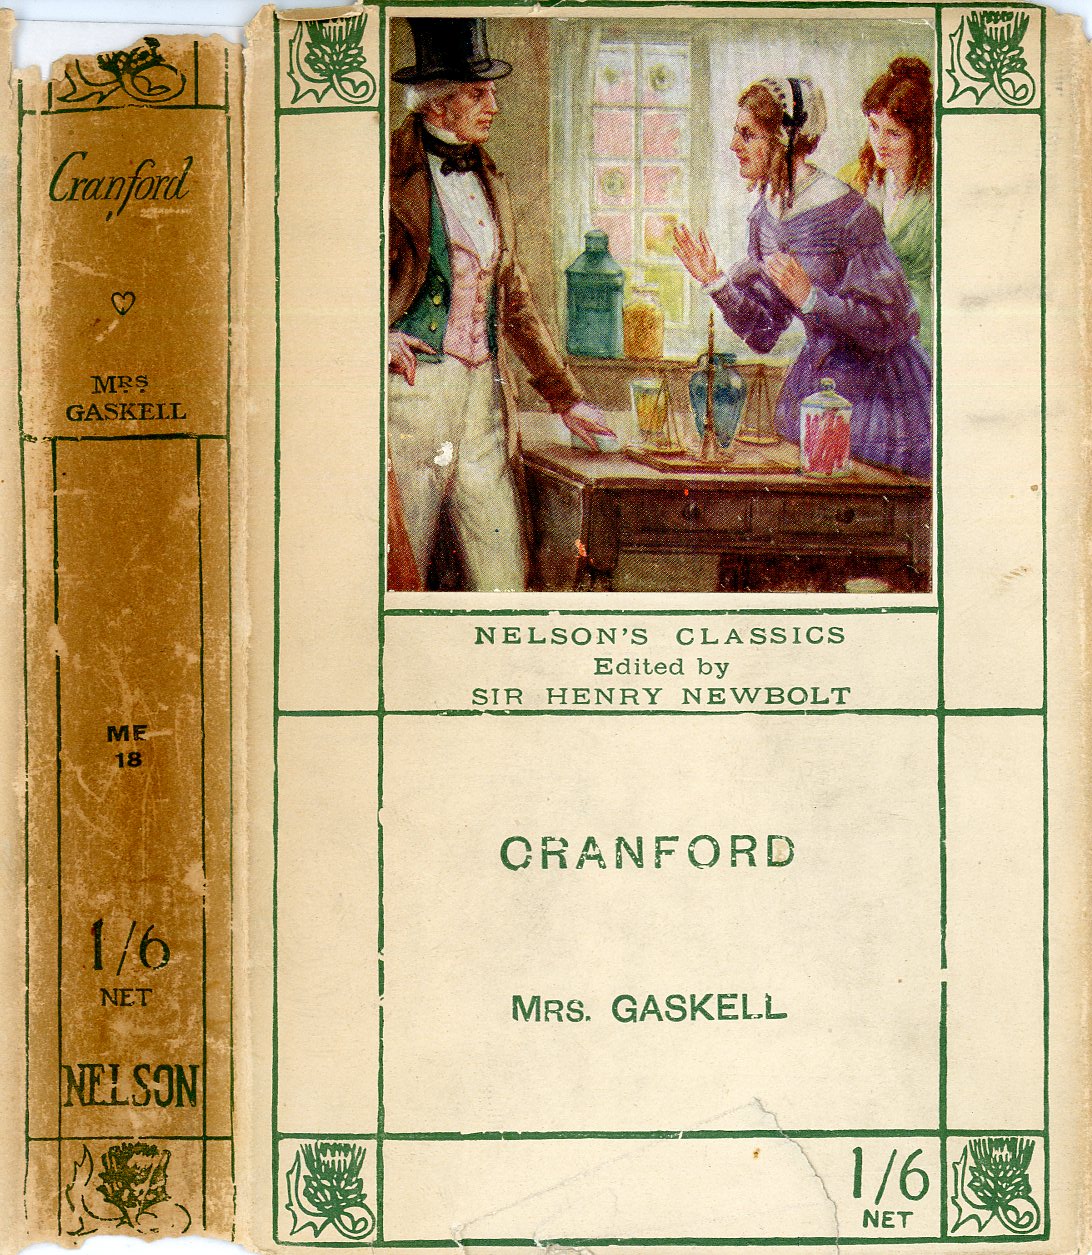 Cranford
MRS
GASKELL
ME
18
1/6
NET
NELSON
NELSON'S CLASSICS
Edited by
SIR HENRY NEWBOLT
CRANFORD
MRS. GASKELL
1/6
NET